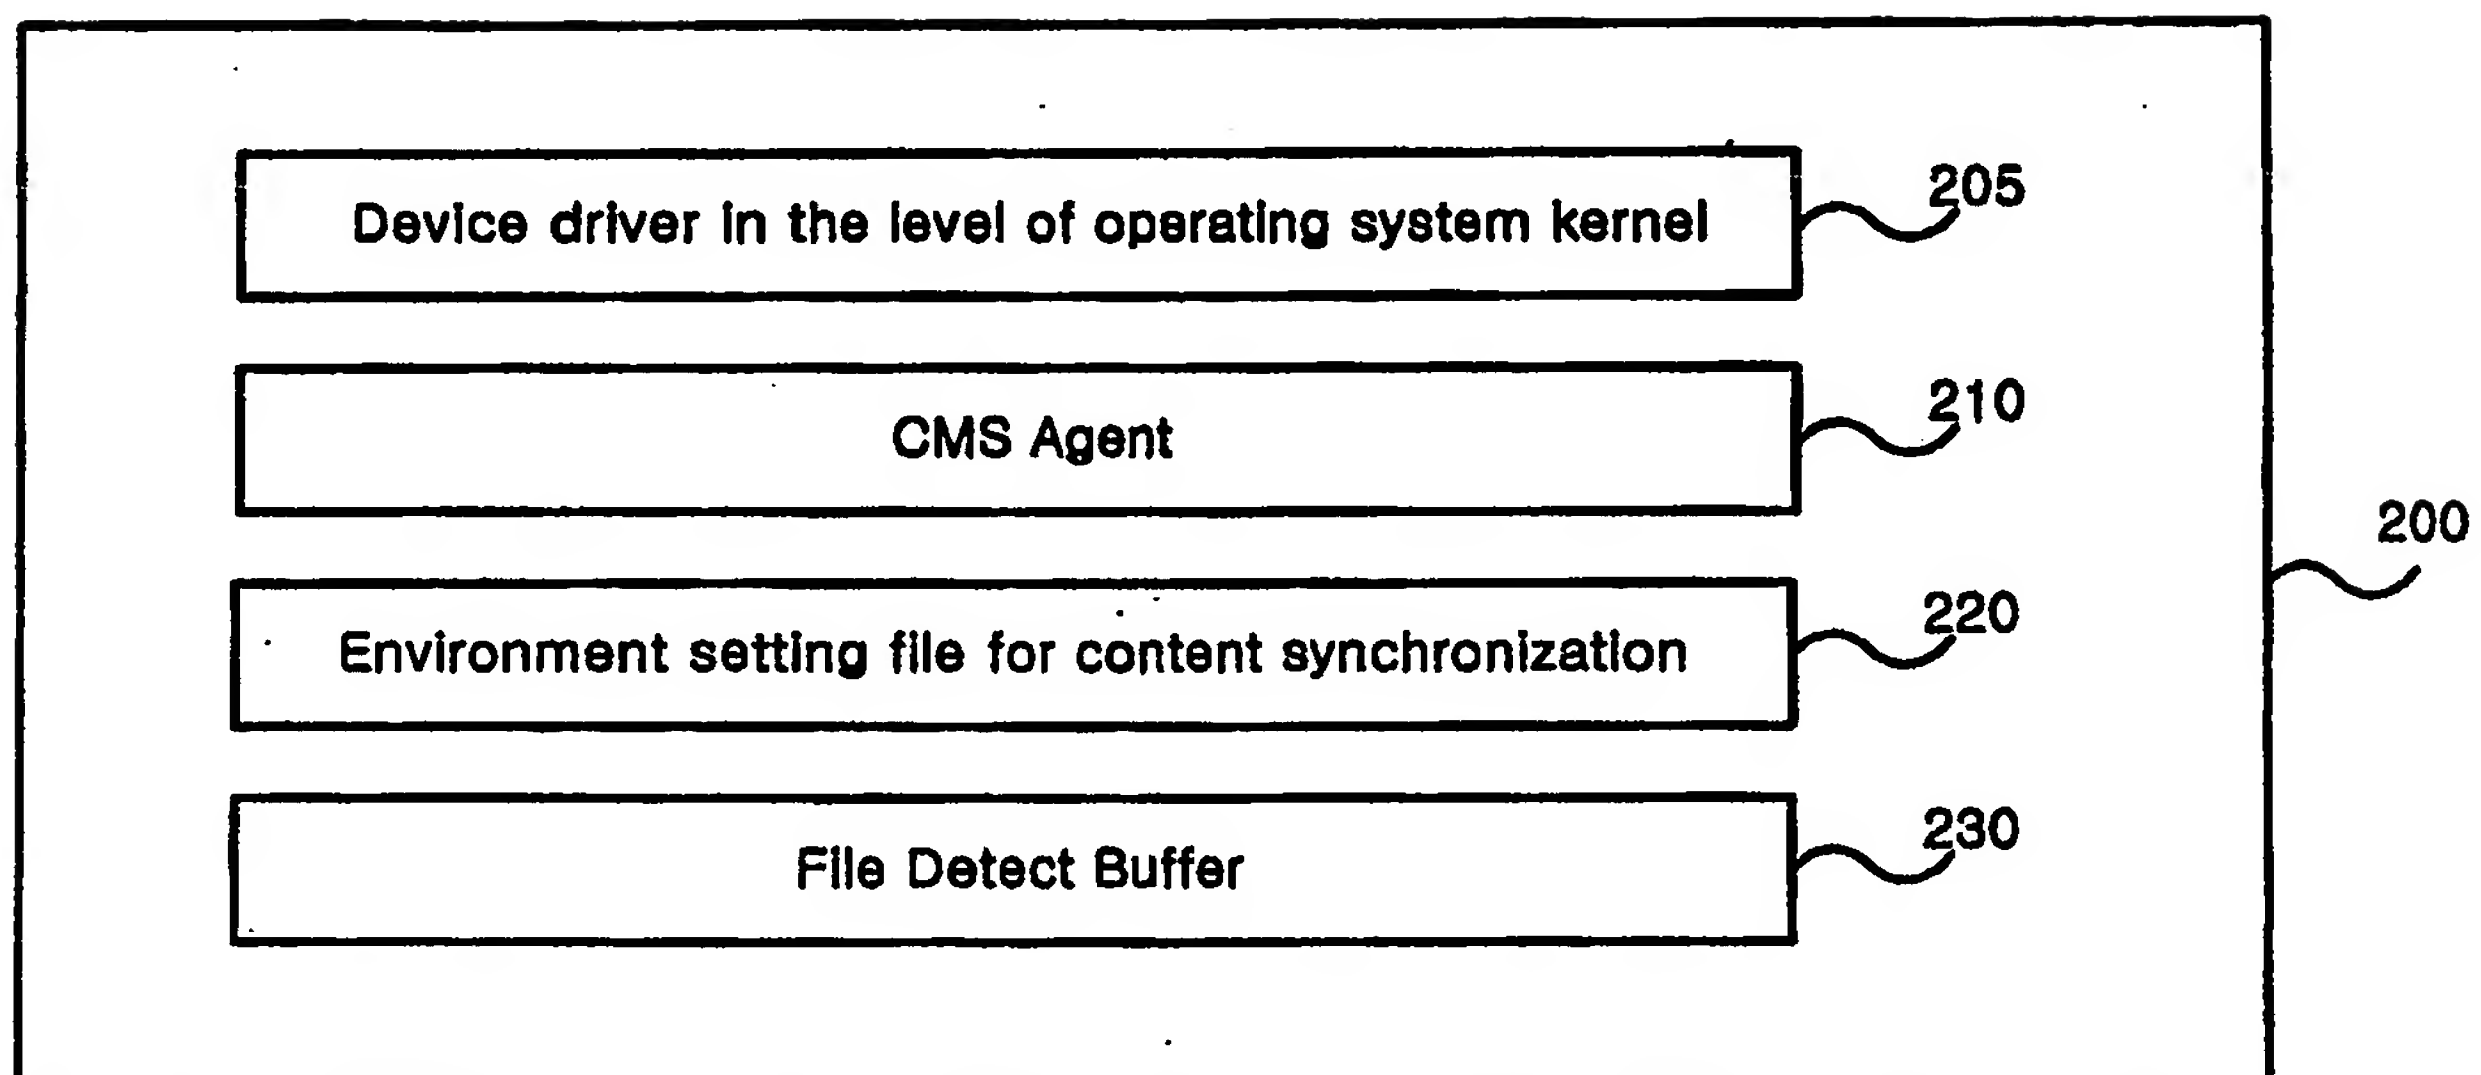 Device driver in the level of operating system kernel
205
CMS Agent
210
200
Environment setting file for content synchronization
220
File Detect Buffer
230